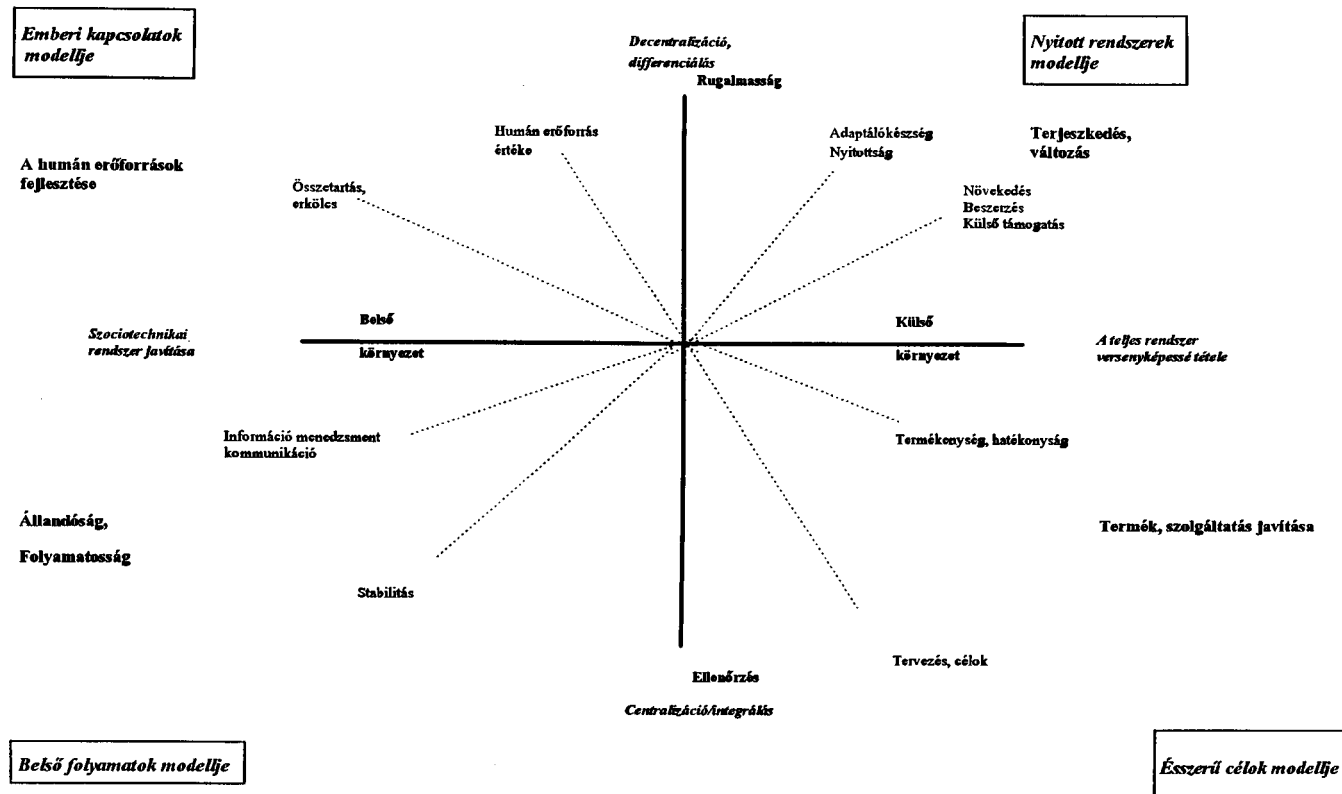 Emberi kapcsolatok
modellje
Decentralizáció,
differenciálás
Rugalmasság
Nyitott rendszerek
modellje
Humán erőforrás
értéke
Adaptálókészség
Nyitottság
Terjeszkedés,
változás
A humán erőforrások
fejlesztése
Összetartás,
erkölcs
Növekedés
Beszerzés
Külső támogatás
Szociotechnikai
rendszer javítása
Belső
környezet
Külső
környezet
A teljes rendszer
versenyképessé tétele
Információ menedzsment
kommunikáció
Termékenység, hatékonyság
Állandóság,
Folyamatosság
Termék, szolgáltatás javítása
Stabilitás
Tervezés, célok
Ellenőrzés
Centralizáció/integrálás
Belső folyamatok modellje
Ésszerű célok modellje